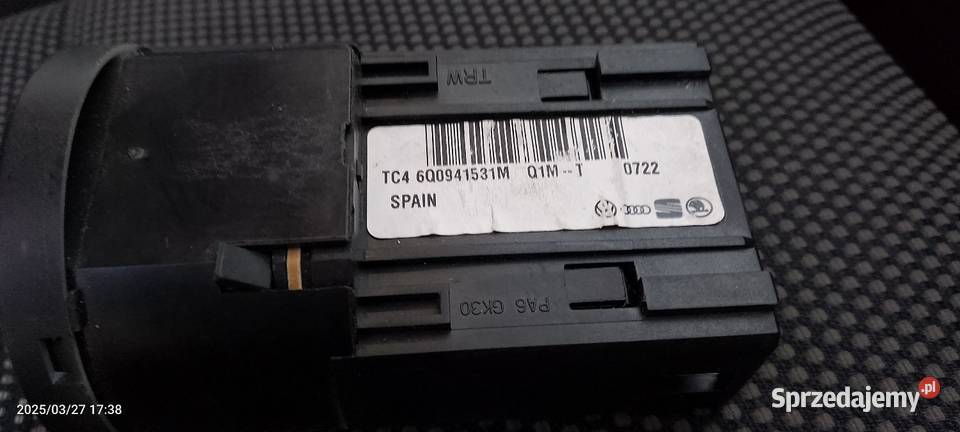 TRW
TC4 6Q0941531M Q1M--T 0722
SPAIN
PA6 GK30
2025/03/27 17:38
Sprzedajemy.pl